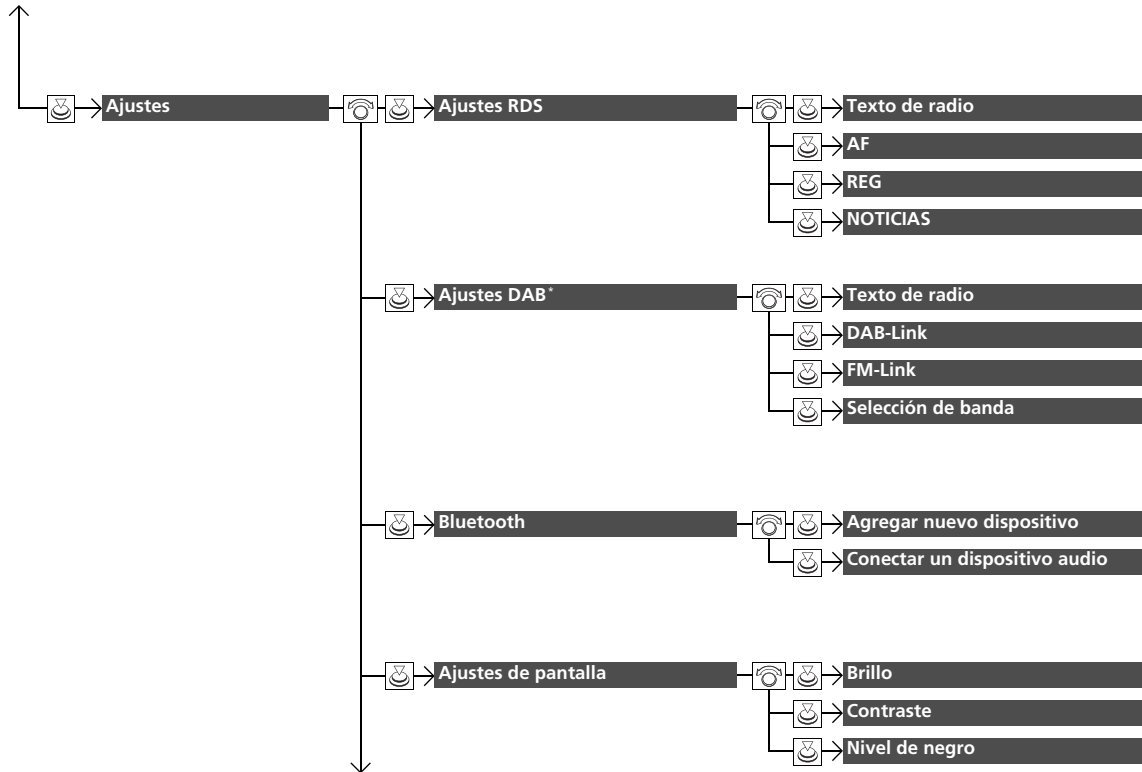 Ajustes
Ajustes RDS
Texto de radio
AF
REG
NOTICIAS
Ajustes DAB*
Texto de radio
DAB-Link
FM-Link
Selección de banda
Bluetooth
Agregar nuevo dispositivo
Conectar un dispositivo audio
Ajustes de pantalla
Brillo
Contraste
Nivel de negro